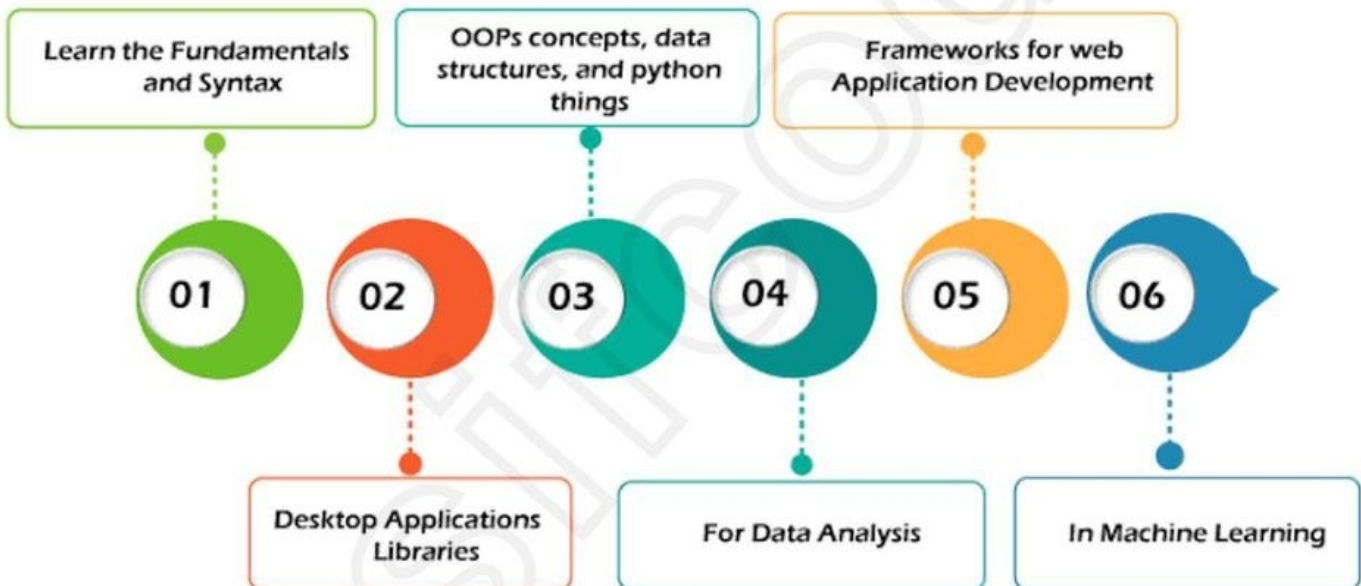 Learn the Fundamentals
and Syntax
OOPs concepts, data
structures, and python
things
Frameworks for web
Application Development
01
02
03
04
05
06
Desktop Applications
Libraries
For Data Analysis
In Machine Learning